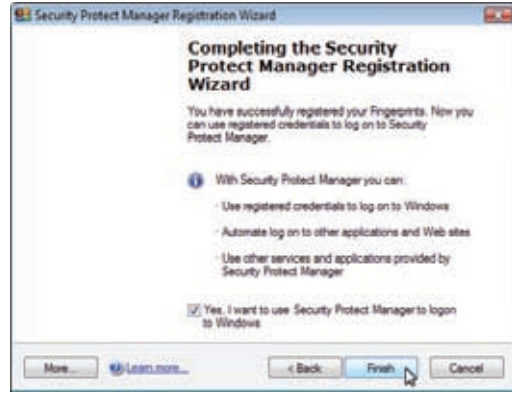 Security Protect Manager Registration Wizard
Completing the Security
Protect Manager Registration
Wizard
You have successfully registered your Fingerprints. Now you
can use registered credentials to log on to Security
Protect Manager.
With Security Protect Manager you can:
· Use registered credentials to log on to Windows
· Automate log on to other applications and Web sites
· Use other services and applications provided by
Security Protect Manager
Yes, I want to use Security Protect Manager to logon
to Windows
More... Learn more... < Back Finish Cancel